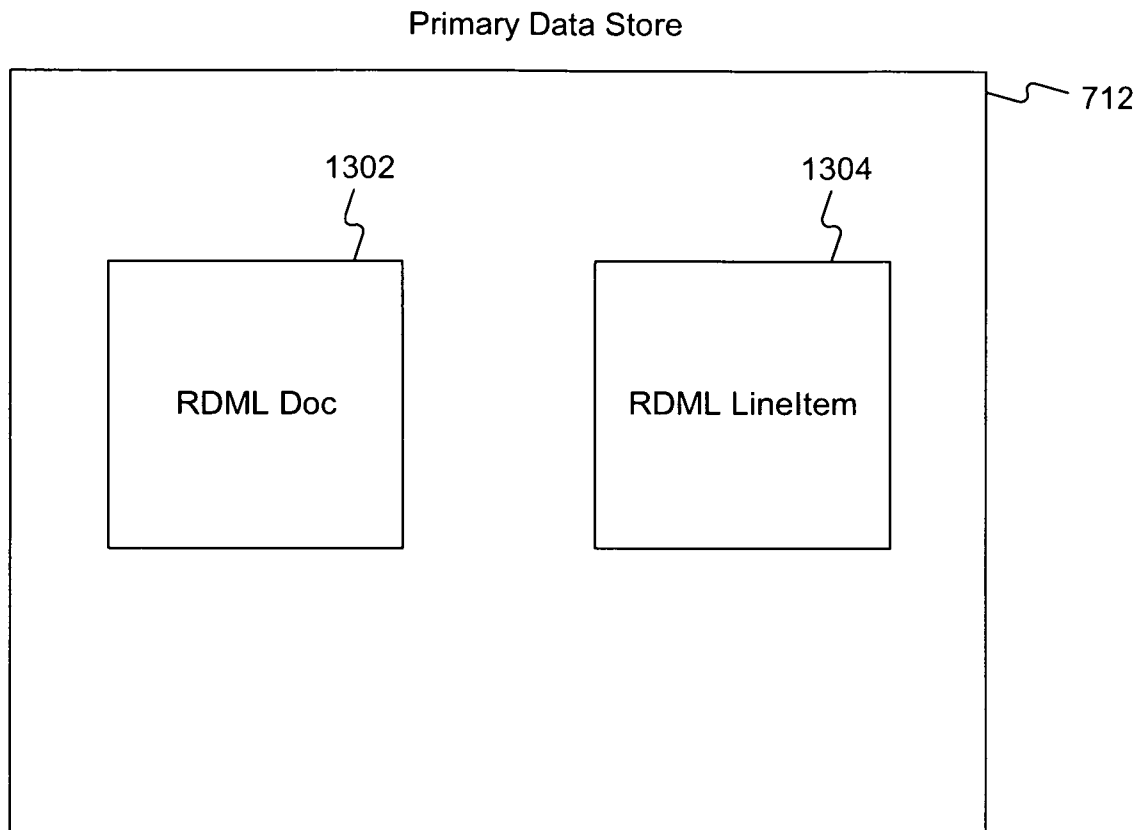 Primary Data Store
712
1302
1304
RDML Doc
RDML LineItem